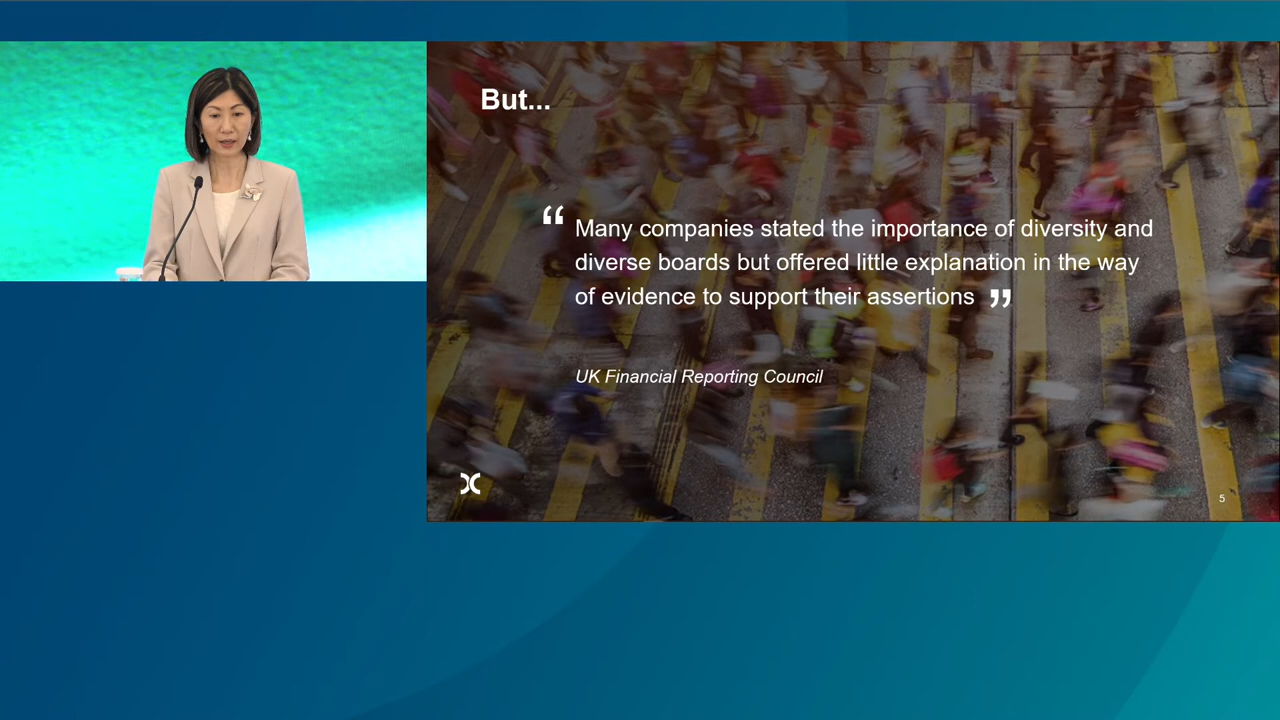 But...
“ Many companies stated the importance of diversity and
diverse boards but offered little explanation in the way
of evidence to support their assertions ”
UK Financial Reporting Council
5